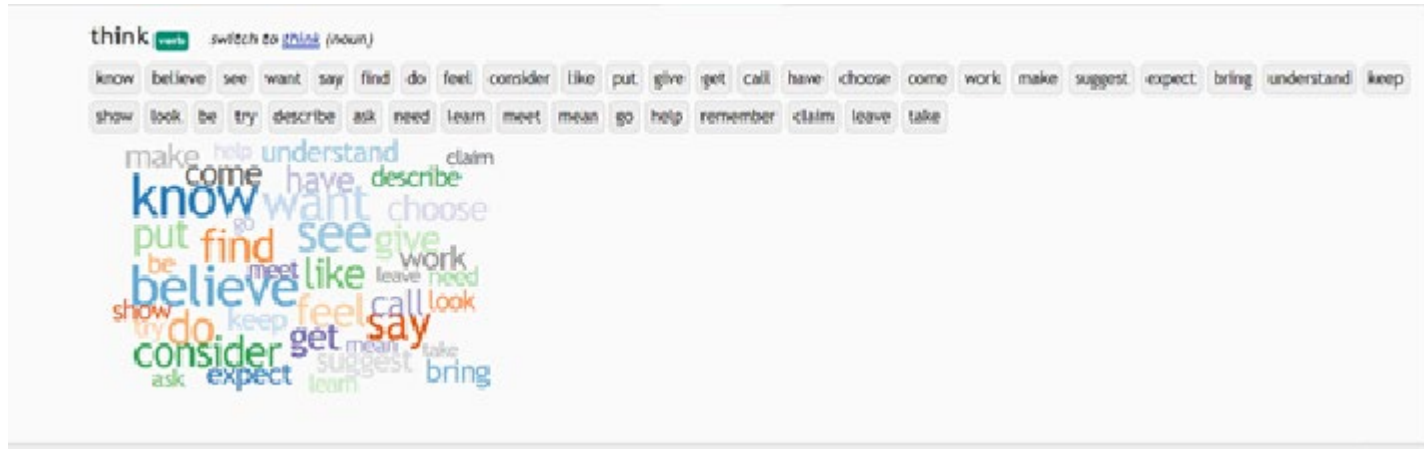 think verb switch to think (noun)
know believe see want say find do feel consider like put give get call have choose come work make suggest expect bring understand keep
show look be try describe ask need learn meet mean go help remember claim leave take
make help understand claim
come have describe
know want choose
go
put find see give
be meet like leave work need
believe
show feel call look
try do keep say
consider get mean suggest take
ask expect learn bring